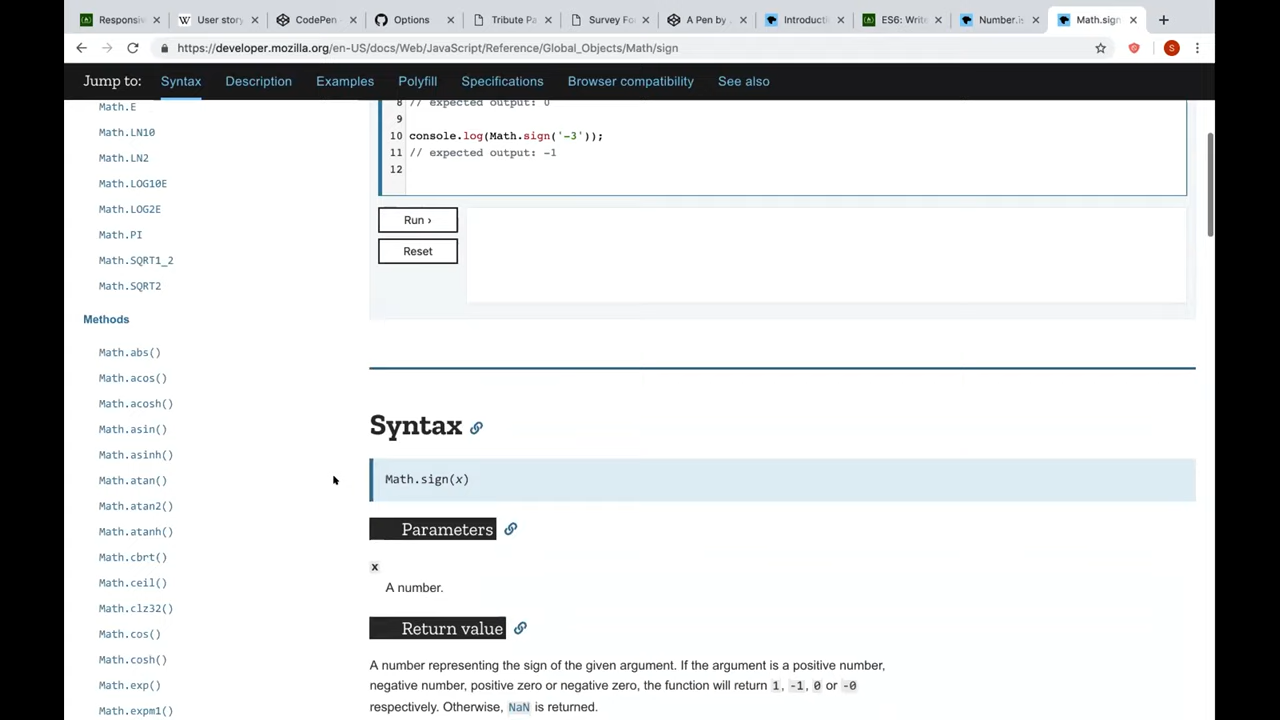 Responsive
User story
CodePen
Options
Tribute Pa
Survey Fo
A Pen by
Introducti
ES6: Write
Number.is
Math.sign
https://developer.mozilla.org/en-US/docs/Web/JavaScript/Reference/Global_Objects/Math/sign
S
Jump to: Syntax Description Examples Polyfill Specifications Browser compatibility See also
Math.E
Math.LN10
Math.LN2
Math.LOG10E
Math.LOG2E
Math.PI
Math.SQRT1_2
Math.SQRT2
Methods
Math.abs()
Math.acos()
Math.acosh()
Math.asin()
Math.asinh()
Math.atan()
Math.atan2()
Math.atanh()
Math.cbrt()
Math.ceil()
Math.clz32()
Math.cos()
Math.cosh()
Math.exp()
Math.expm1()
8 // expected output: 0
9
10 console.log(Math.sign('-3'));
11 // expected output: -1
12
Run ›
Reset
Syntax
Math.sign(x)
Parameters
x
A number.
Return value
A number representing the sign of the given argument. If the argument is a positive number,
negative number, positive zero or negative zero, the function will return 1, -1, 0 or -0
respectively. Otherwise, NaN is returned.